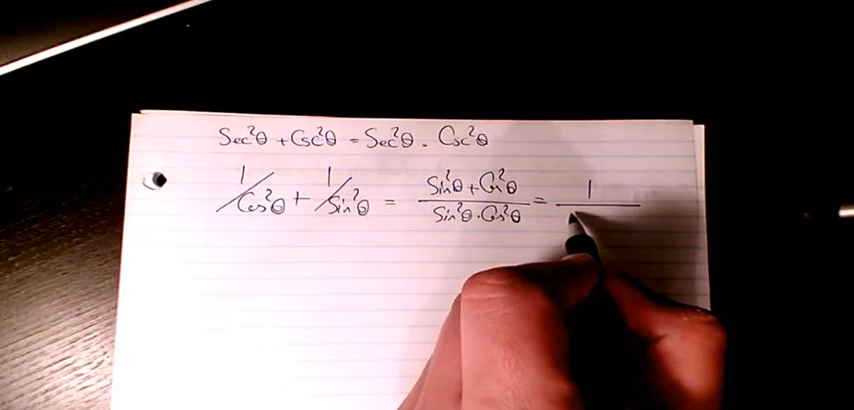 Sec²θ + Csc²θ = Sec²θ · Csc²θ
1/Cos²θ + 1/Sin²θ = (Sin²θ + Cos²θ)/(Sin²θ · Cos²θ) = 1/